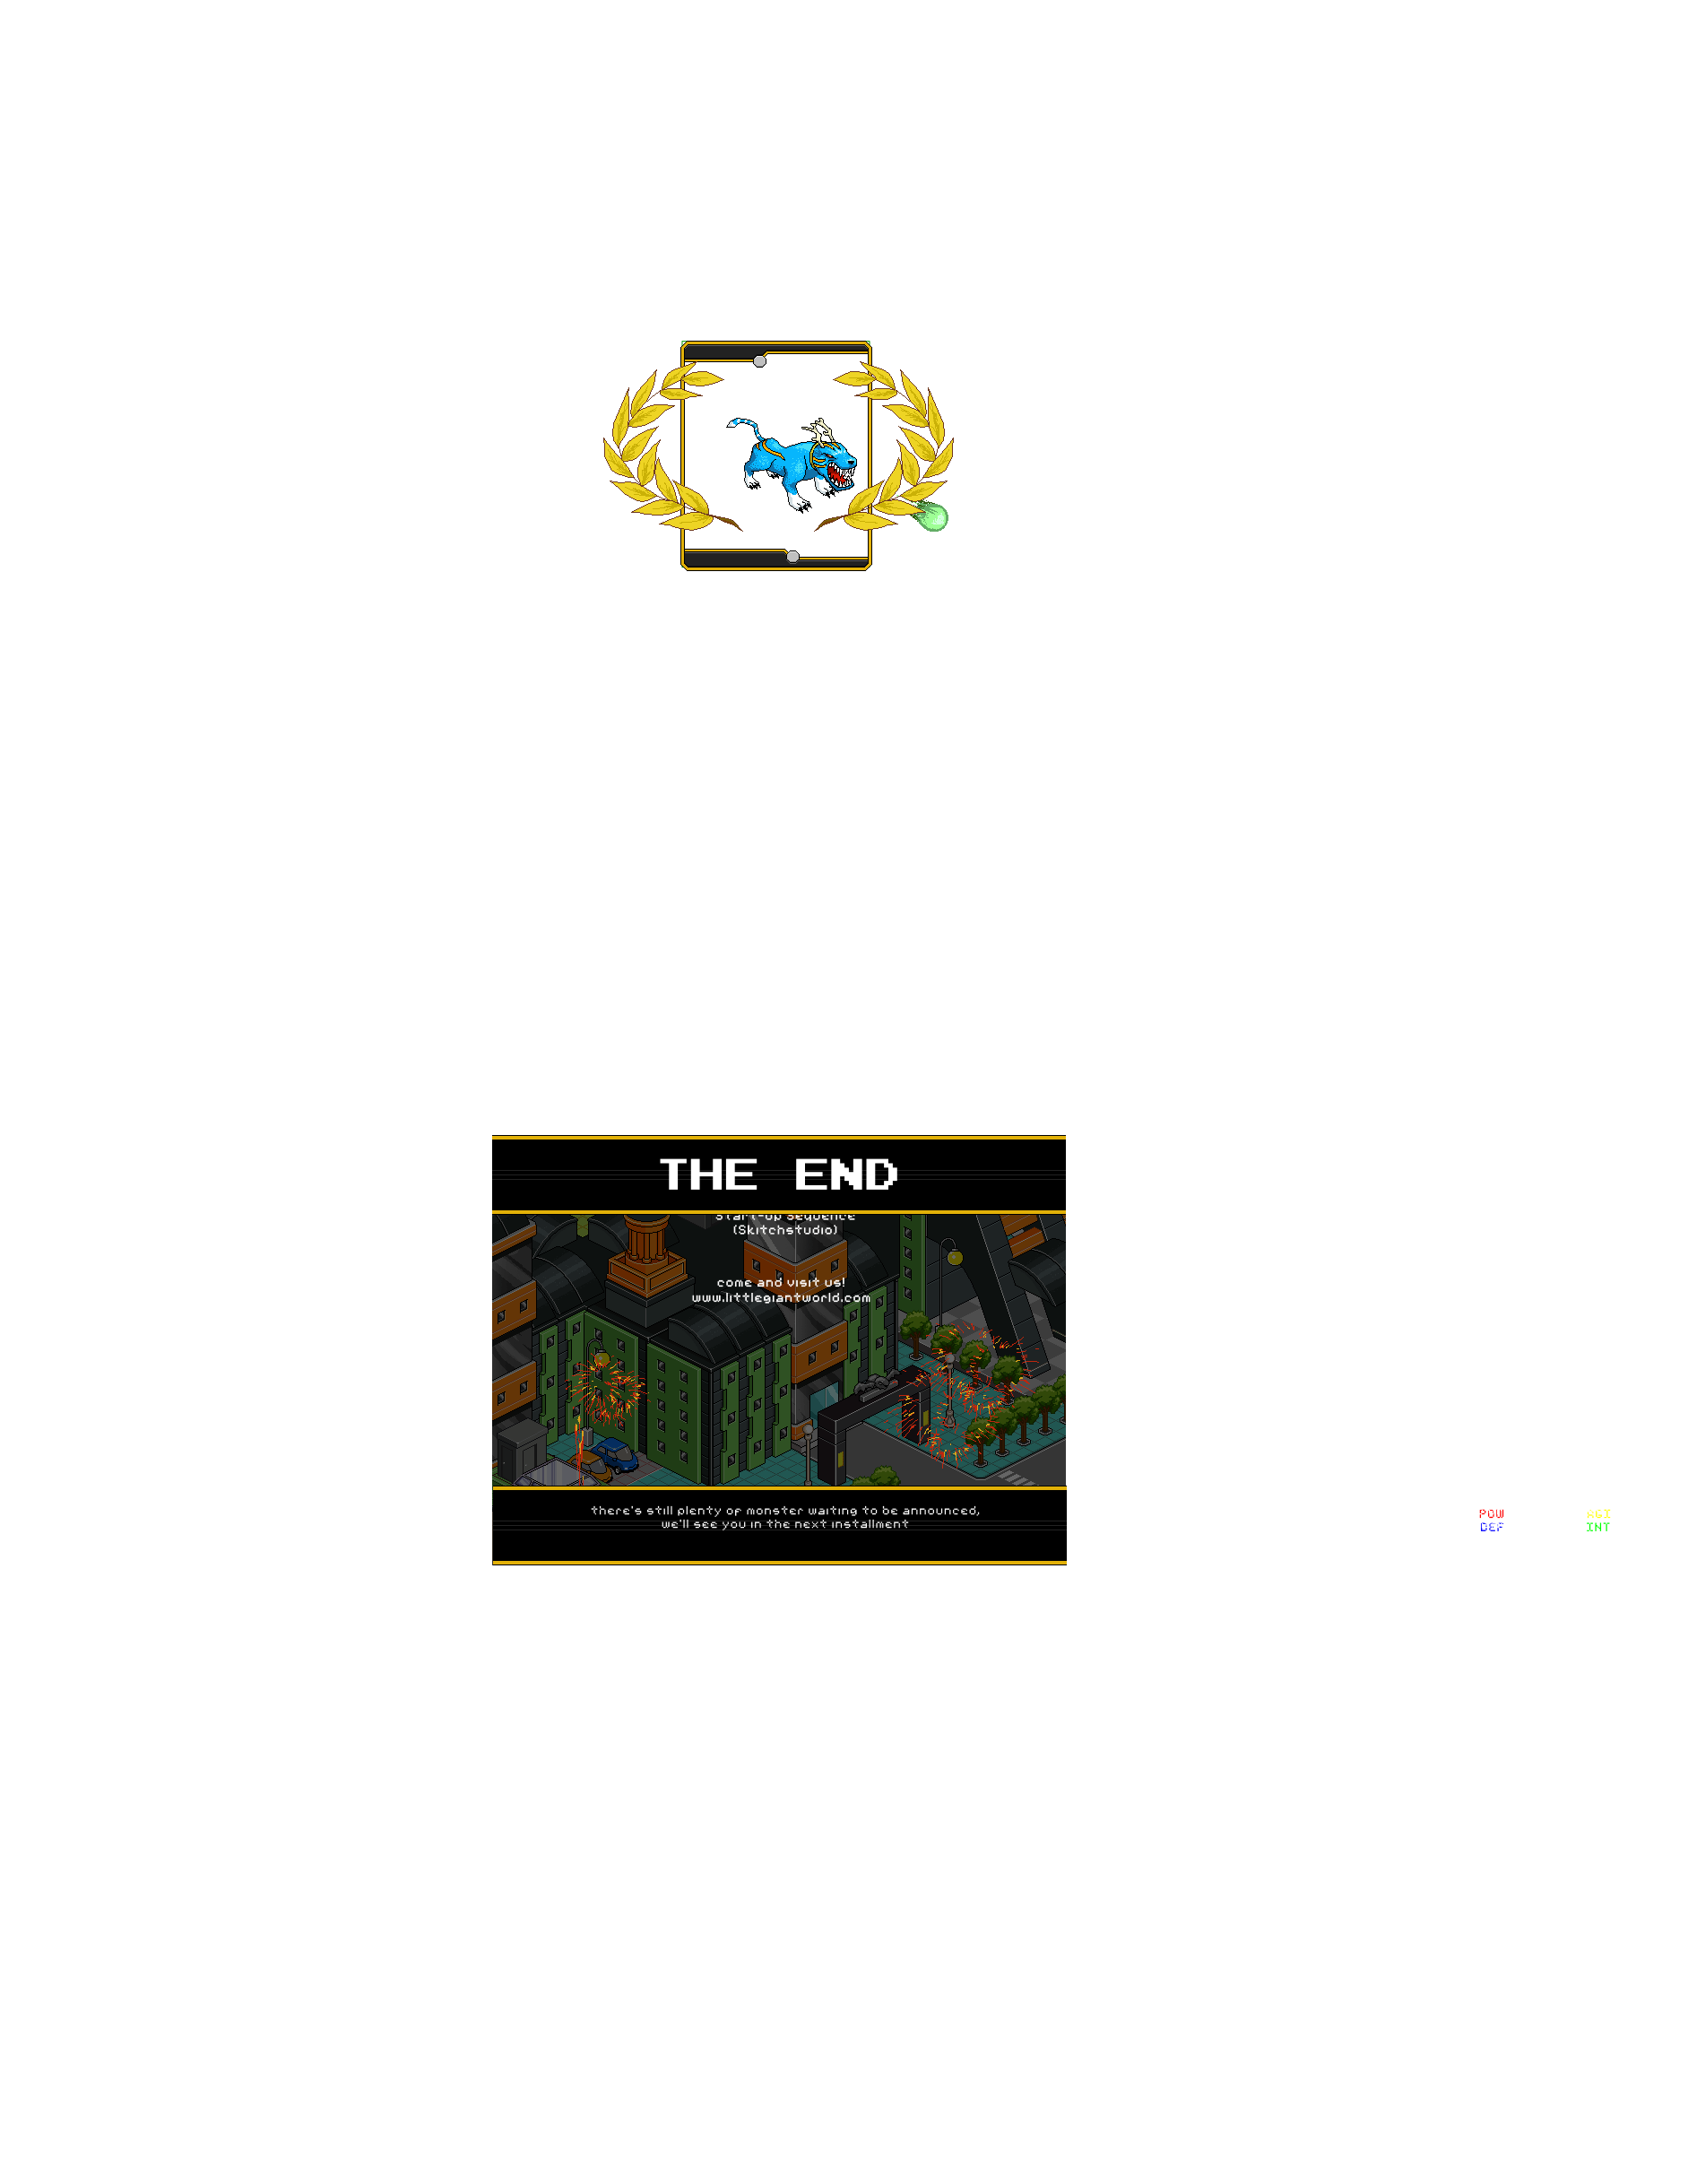 THE END
Start-up Sequence
(Skitchstudio)
come and visit us!
www.littlegiantworld.com
there's still plenty of monster waiting to be announced,
we'll see you in the next installment
POW AGI
DEF INT